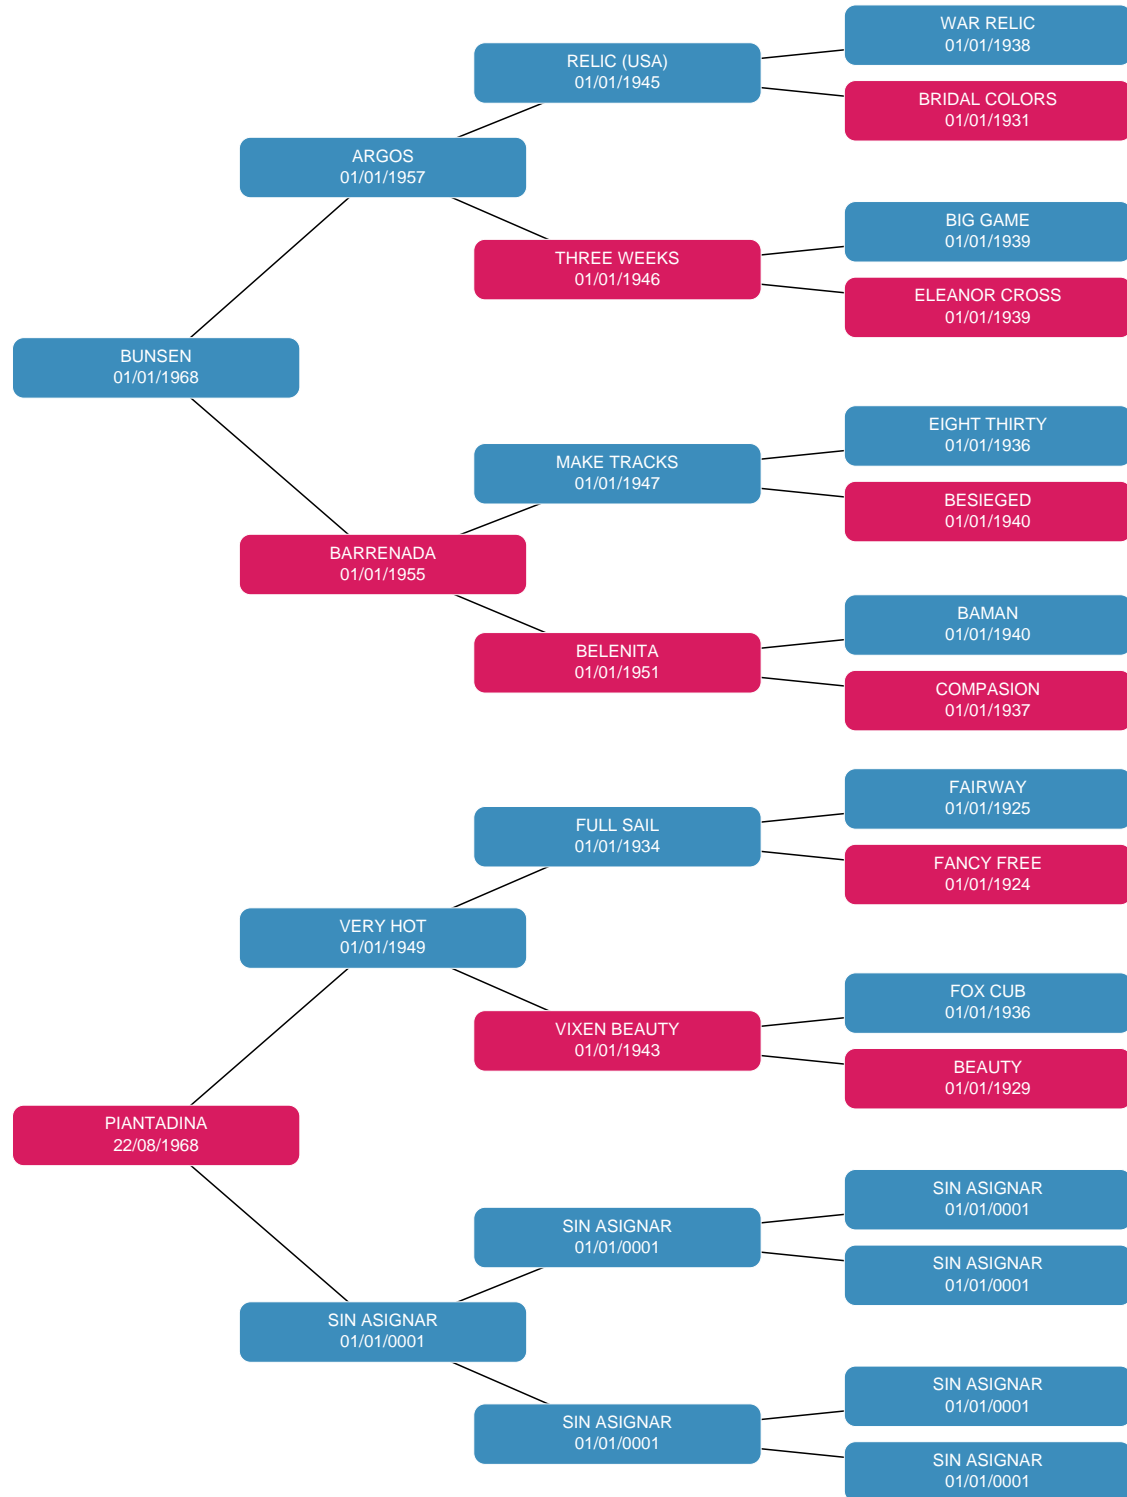 WAR RELIC
01/01/1938
RELIC (USA)
01/01/1945
BRIDAL COLORS
01/01/1931
ARGOS
01/01/1957
BIG GAME
01/01/1939
THREE WEEKS
01/01/1946
ELEANOR CROSS
01/01/1939
BUNSEN
01/01/1968
EIGHT THIRTY
01/01/1936
MAKE TRACKS
01/01/1947
BESIEGED
01/01/1940
BARRENADA
01/01/1955
BAMAN
01/01/1940
BELENITA
01/01/1951
COMPASION
01/01/1937
FAIRWAY
01/01/1925
FULL SAIL
01/01/1934
FANCY FREE
01/01/1924
VERY HOT
01/01/1949
FOX CUB
01/01/1936
VIXEN BEAUTY
01/01/1943
BEAUTY
01/01/1929
PIANTADINA
22/08/1968
SIN ASIGNAR
01/01/0001
SIN ASIGNAR
01/01/0001
SIN ASIGNAR
01/01/0001
SIN ASIGNAR
01/01/0001
SIN ASIGNAR
01/01/0001
SIN ASIGNAR
01/01/0001
SIN ASIGNAR
01/01/0001